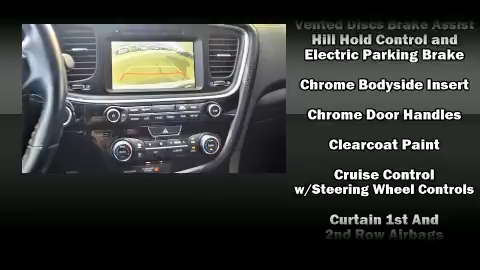 Vented Discs Brake Assist
Hill Hold Control and
Electric Parking Brake
Chrome Bodyside Insert
Chrome Door Handles
Clearcoat Paint
Cruise Control
w/Steering Wheel Controls
Curtain 1st And
2nd Row Airbags